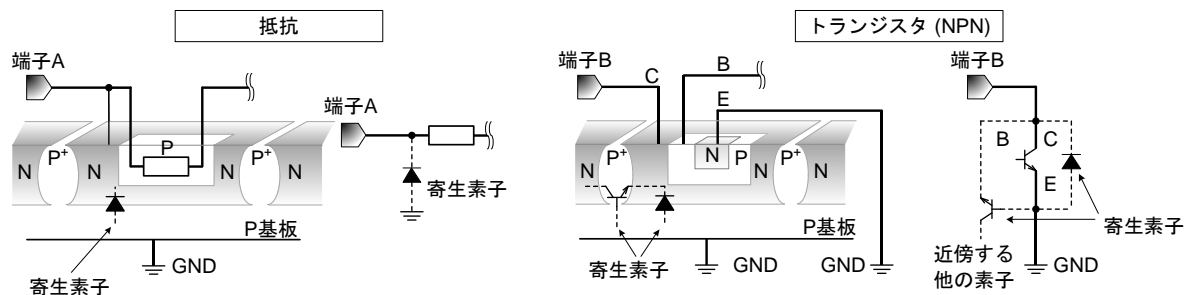 抵抗
トランジスタ (NPN)
端子A
端子A
P
N
P+
N
N
P+
N
寄生素子
P基板
寄生素子
GND
端子B
C
B
E
N
P+
N
N
P
N
P+
N
P基板
寄生素子
GND
GND
端子B
B
C
E
寄生素子
近傍する
他の素子
GND